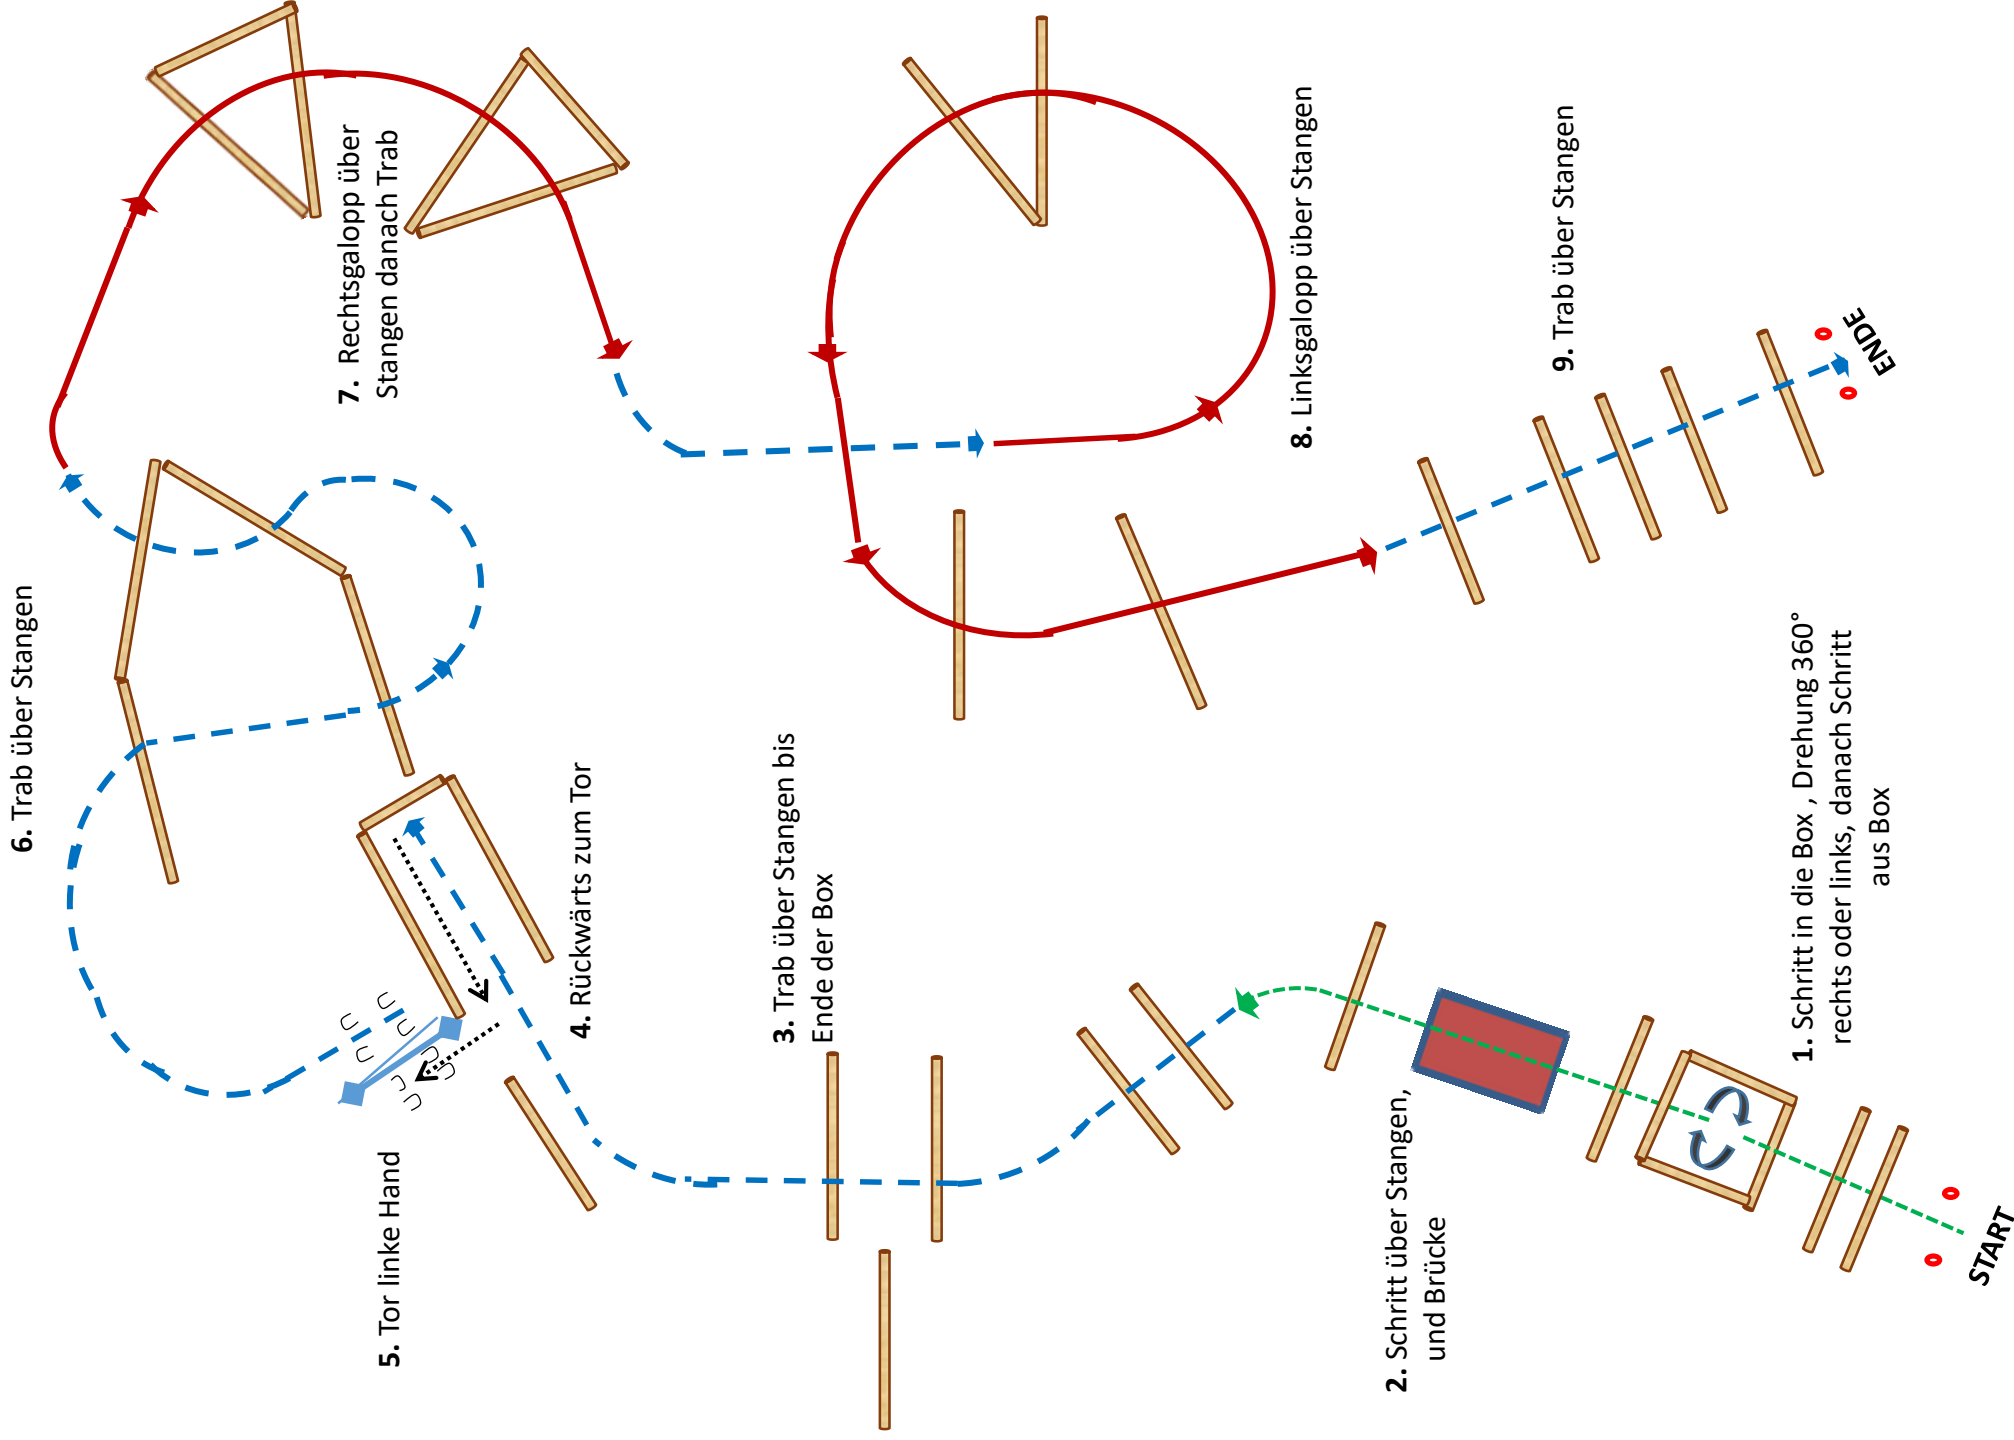 START
1. Schritt in die Box , Drehung 360°
rechts oder links, danach Schritt
aus Box
2. Schritt über Stangen,
und Brücke
3. Trab über Stangen bis
Ende der Box
4. Rückwärts zum Tor
5. Tor linke Hand
6. Trab über Stangen
7. Rechtsgalopp über
Stangen danach Trab
8. Linksgalopp über Stangen
9. Trab über Stangen
ENDE